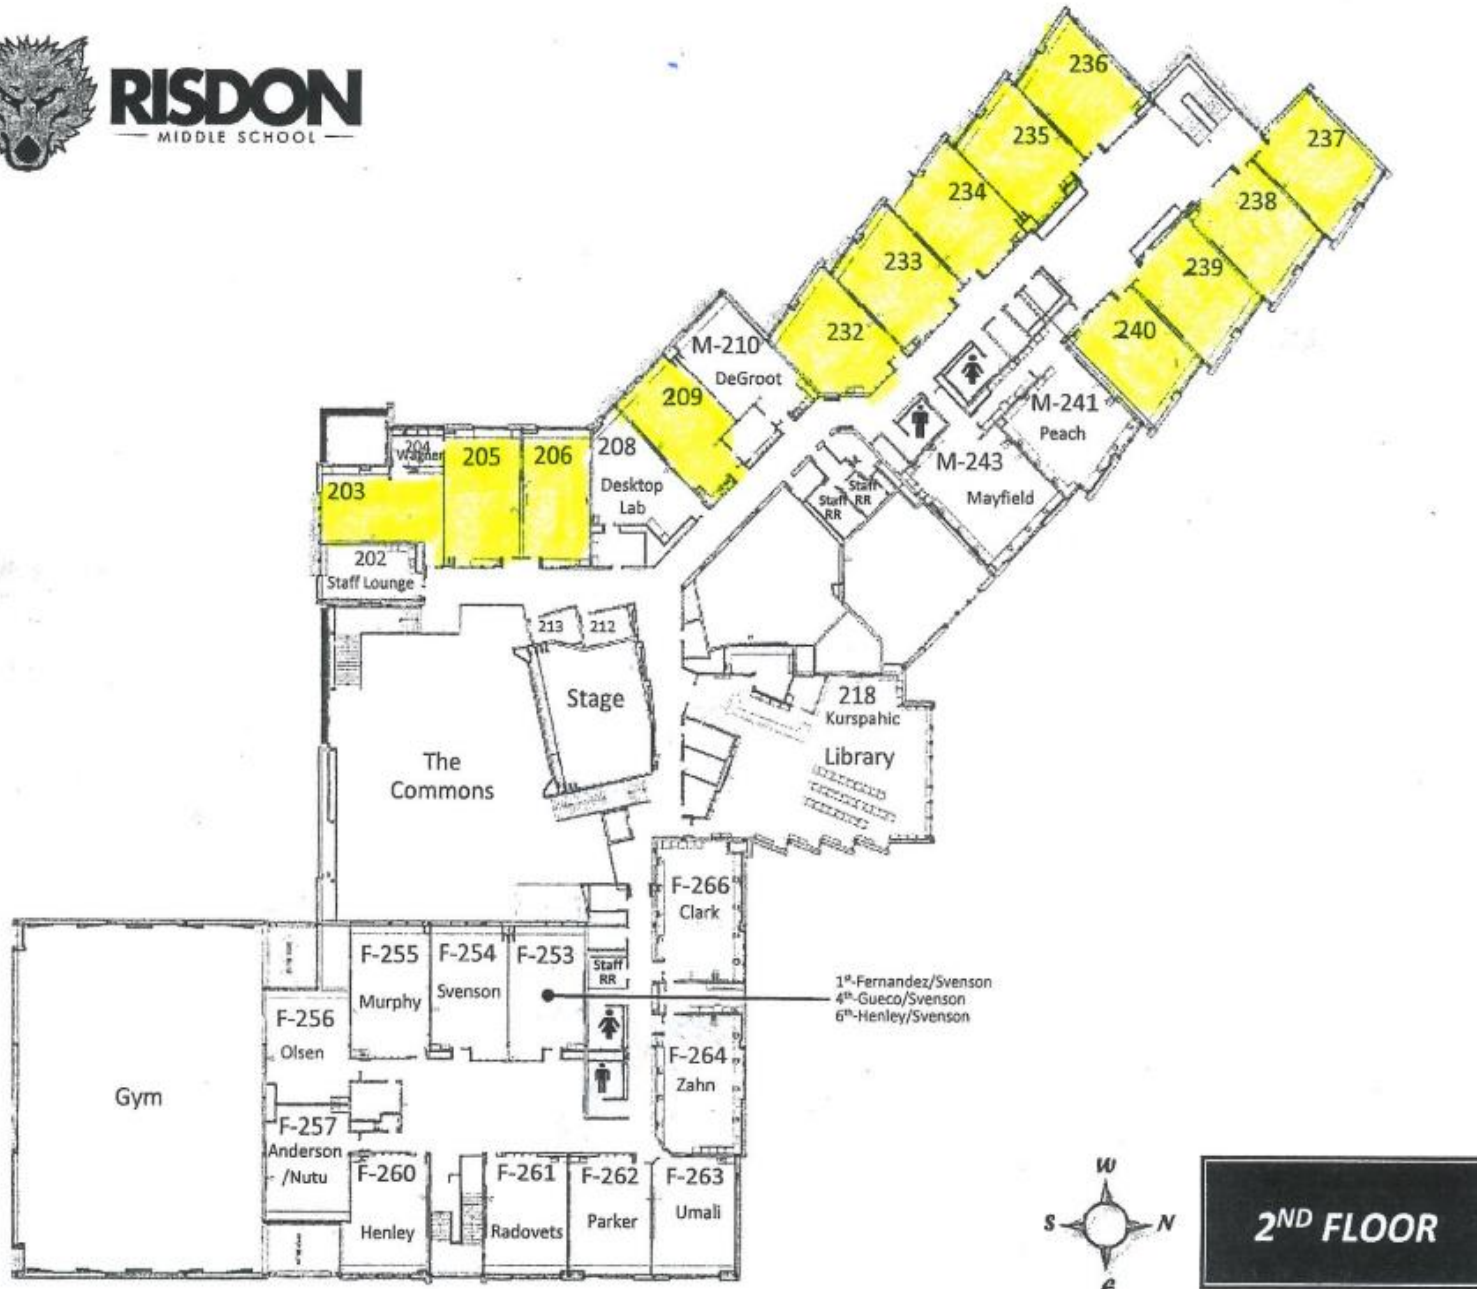 RISDON
MIDDLE SCHOOL
236
235
237
234
238
233
239
232
240
M-210
DeGroot
209
M-241
Peach
M-243
Mayfield
204
Wagner
205
206
208
Desktop
Lab
203
Staff
RR
Staff
RR
202
Staff Lounge
213
212
Stage
218
Kurspahic
Library
The
Commons
F-266
Clark
F-255
Murphy
F-254
Svenson
F-253
Staff
RR
1st-Fernandez/Svenson
4th-Gueco/Svenson
6th-Henley/Svenson
F-256
Olsen
F-264
Zahn
Gym
F-257
Anderson
/Nutu
F-260
Henley
F-261
Radovets
F-262
Parker
F-263
Umali
W
S
N
2ND FLOOR